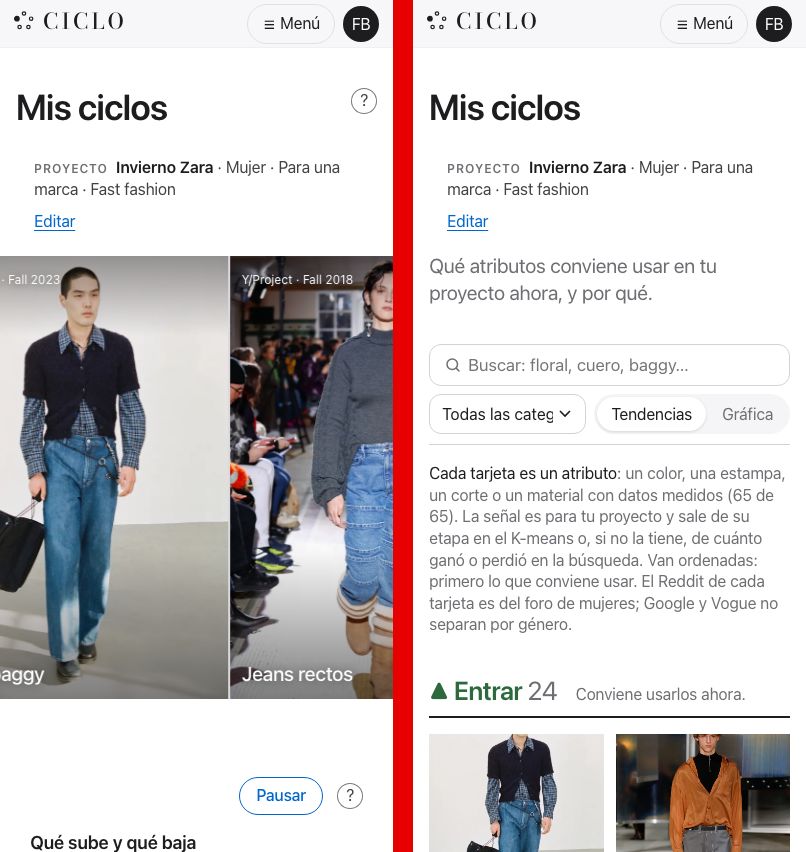 CICLO
≡ Menú
FB
Mis ciclos
?
PROYECTO Invierno Zara · Mujer · Para una
marca · Fast fashion
Editar
· Fall 2023
Y/Project · Fall 2018
baggy
Jeans rectos
Pausar
?
Qué sube y qué baja
CICLO
≡ Menú
FB
Mis ciclos
PROYECTO Invierno Zara · Mujer · Para una
marca · Fast fashion
Editar
Qué atributos conviene usar en tu
proyecto ahora, y por qué.
Buscar: floral, cuero, baggy...
Todas las categ
Tendencias
Gráfica
Cada tarjeta es un atributo: un color, una estampa,
un corte o un material con datos medidos (65 de
65). La señal es para tu proyecto y sale de su
etapa en el K-means o, si no la tiene, de cuánto
ganó o perdió en la búsqueda. Van ordenadas:
primero lo que conviene usar. El Reddit de cada
tarjeta es del foro de mujeres; Google y Vogue no
separan por género.
▲ Entrar 24 Conviene usarlos ahora.